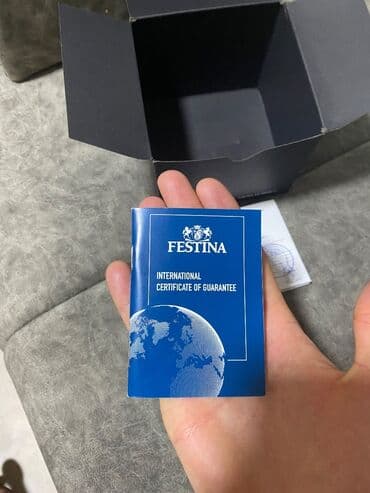 FESTINA
INTERNATIONAL
CERTIFICATE OF GUARANTEE